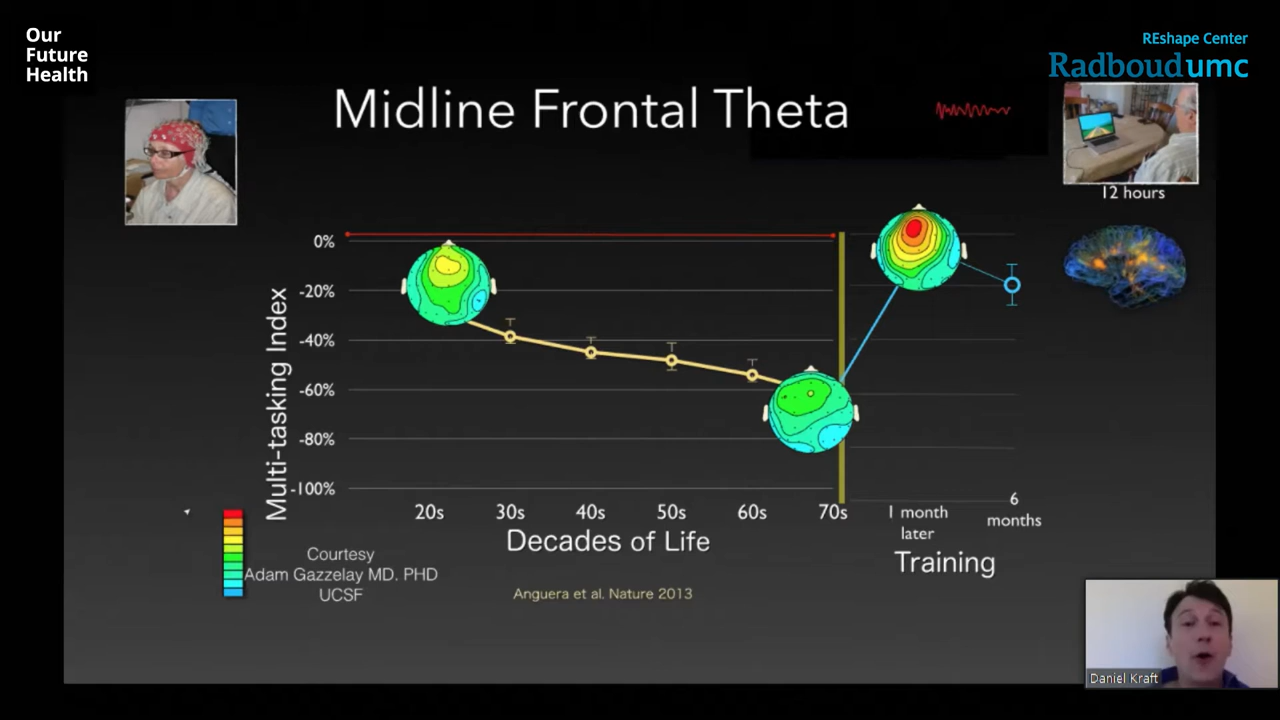 Our
Future
Health
REshape Center
Radboudumc
Midline Frontal Theta
12 hours
Multi-tasking Index
0%
-20%
-40%
-60%
-80%
-100%
20s
30s
40s
50s
60s
70s
Decades of Life
1 month
later
6
months
Training
Courtesy
Adam Gazzelay MD. PHD
UCSF
Anguera et al. Nature 2013
Daniel Kraft